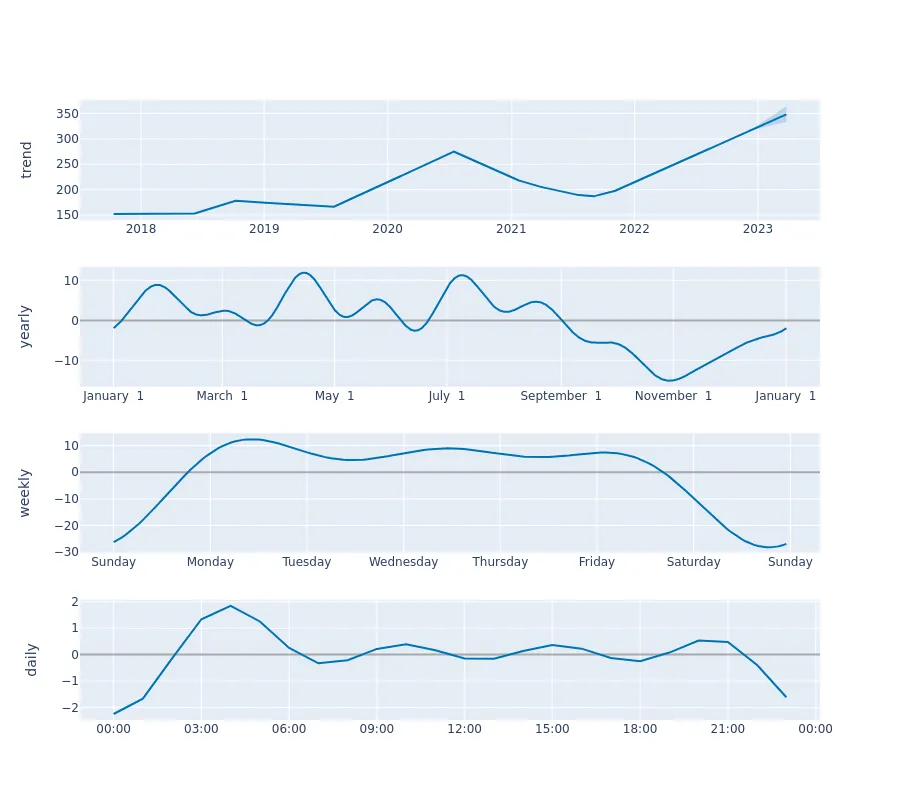 trend
350
300
250
200
150
2018 2019 2020 2021 2022 2023
yearly
10
0
−10
January 1 March 1 May 1 July 1 September 1 November 1 January 1
weekly
10
0
−10
−20
−30
Sunday Monday Tuesday Wednesday Thursday Friday Saturday Sunday
daily
2
1
0
−1
−2
00:00 03:00 06:00 09:00 12:00 15:00 18:00 21:00 00:00